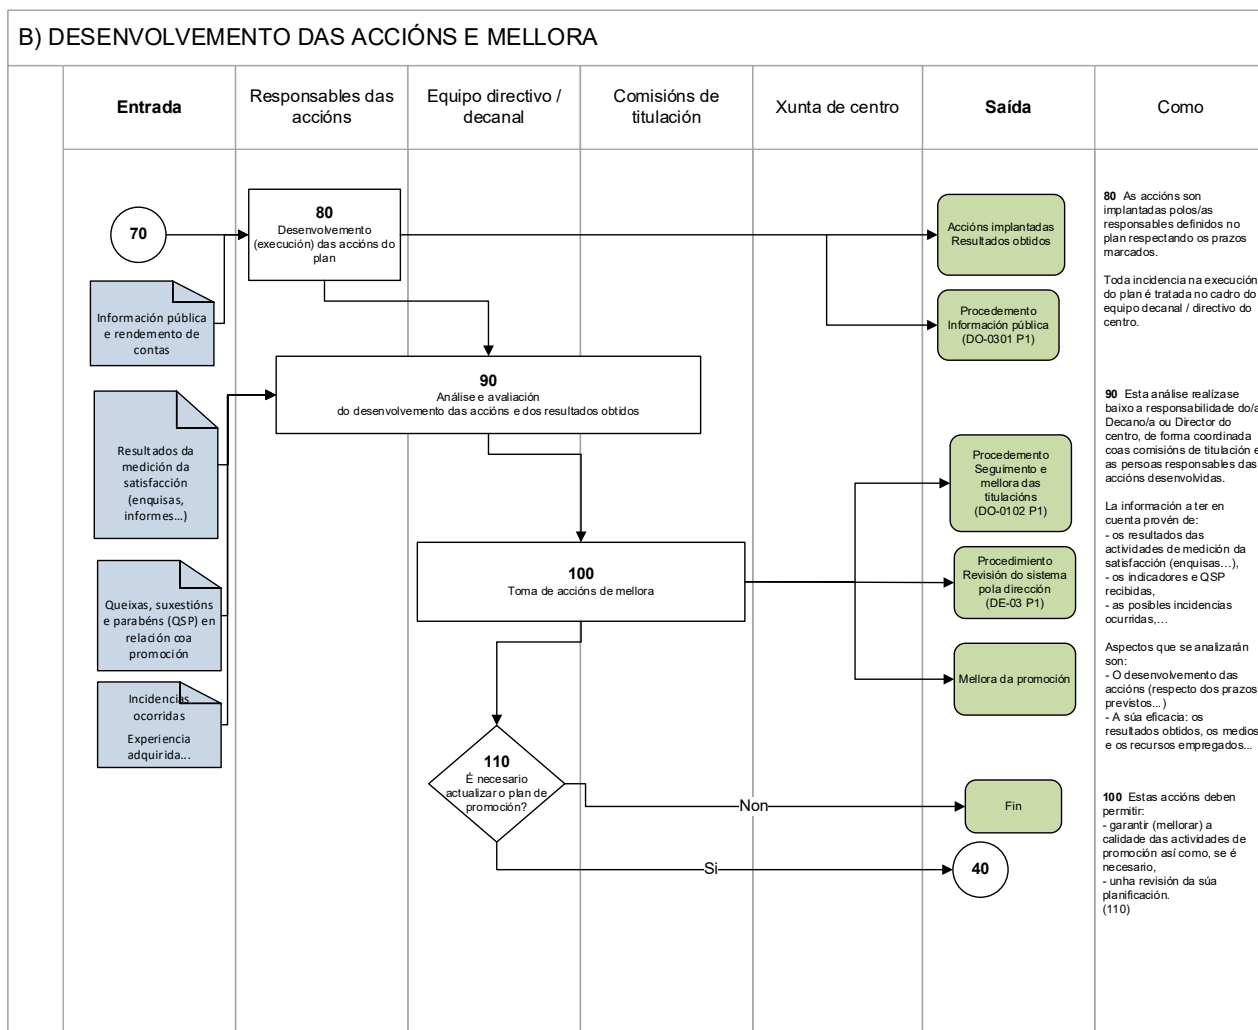 B) DESENVOLVEMENTO DAS ACCIÓNS E MELLORA
Entrada
Responsables das
accións
Equipo directivo /
decanal
Comisións de
titulación
Xunta de centro
Saída
Como
70
Información pública
e rendemento de
contas
80
Desenvolvemento
(execución) das accións do
plan
Accións implantadas
Resultados obtidos
Procedemento
Información pública
(DO-0301 P1)
80 As accións son
implantadas polos/as
responsables definidos no
plan respectando os prazos
marcados.
Toda incidencia na execución
do plan é tratada no cadro do
equipo decanal / directivo do
centro.
90
Análise e avaliación
do desenvolvemento das accións e dos resultados obtidos
Resultados da
medición da
satisfacción
(enquisas,
informes...)
Queixas, suxestións
e parabéns (QSP) en
relación coa
promoción
Incidencias
ocorridas
Experiencia
adquirida...
90 Esta análise realízase
baixo a responsabilidade do/a
Decano/a ou Director do
centro, de forma coordinada
coas comisións de titulación e
as persoas responsables das
accións desenvolvidas.
La información a ter en
cuenta provén de:
- os resultados das
actividades de medición da
satisfacción (enquisas…),
- os indicadores e QSP
recibidas,
- as posibles incidencias
ocurridas,…
Aspectos que se analizarán
son:
- O desenvolvemento das
accións (respecto dos prazos
previstos...)
- A súa eficacia: os
resultados obtidos, os medios
e os recursos empregados...
100
Toma de accións de mellora
Procedemento
Seguimento e
mellora das
titulacións
(DO-0102 P1)
Procedimiento
Revisión do sistema
pola dirección
(DE-03 P1)
Mellora da promoción
110
É necesario
actualizar o plan de
promoción?
Non
Fin
Si
40
100 Estas accións deben
permitir:
- garantir (mellorar) a
calidade das actividades de
promoción así como, se é
necesario,
- unha revisión da súa
planificación.
(110)